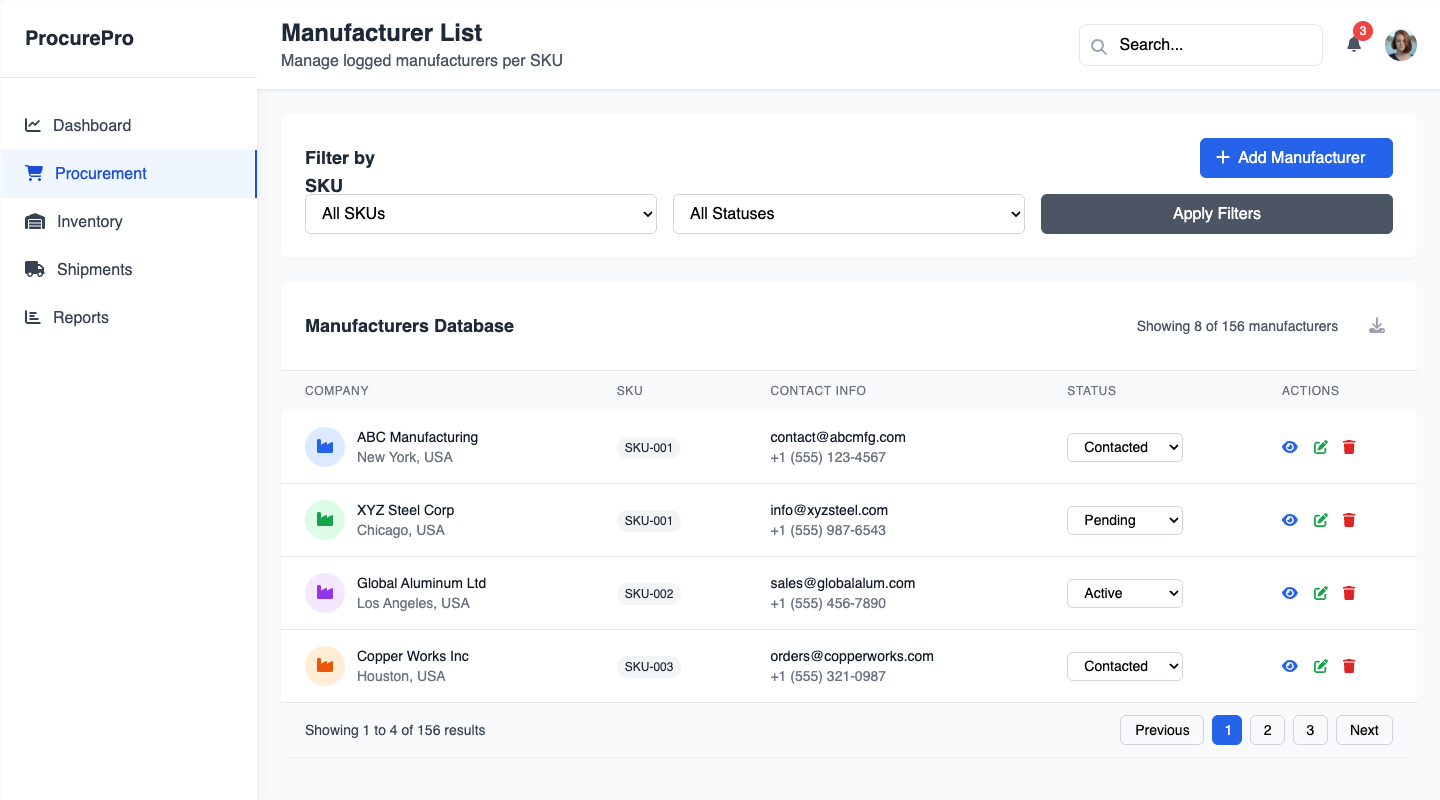 ProcurePro
Manufacturer List
Manage logged manufacturers per SKU
Search...
3
Dashboard
Procurement
Inventory
Shipments
Reports
Filter by
SKU
Add Manufacturer
All SKUs
All Statuses
Apply Filters
Manufacturers Database
Showing 8 of 156 manufacturers
COMPANY SKU CONTACT INFO STATUS ACTIONS
ABC Manufacturing
New York, USA
SKU-001
contact@abcmfg.com
+1 (555) 123-4567
Contacted
XYZ Steel Corp
Chicago, USA
SKU-001
info@xyzsteel.com
+1 (555) 987-6543
Pending
Global Aluminum Ltd
Los Angeles, USA
SKU-002
sales@globalalum.com
+1 (555) 456-7890
Active
Copper Works Inc
Houston, USA
SKU-003
orders@copperworks.com
+1 (555) 321-0987
Contacted
Showing 1 to 4 of 156 results
Previous 1 2 3 Next